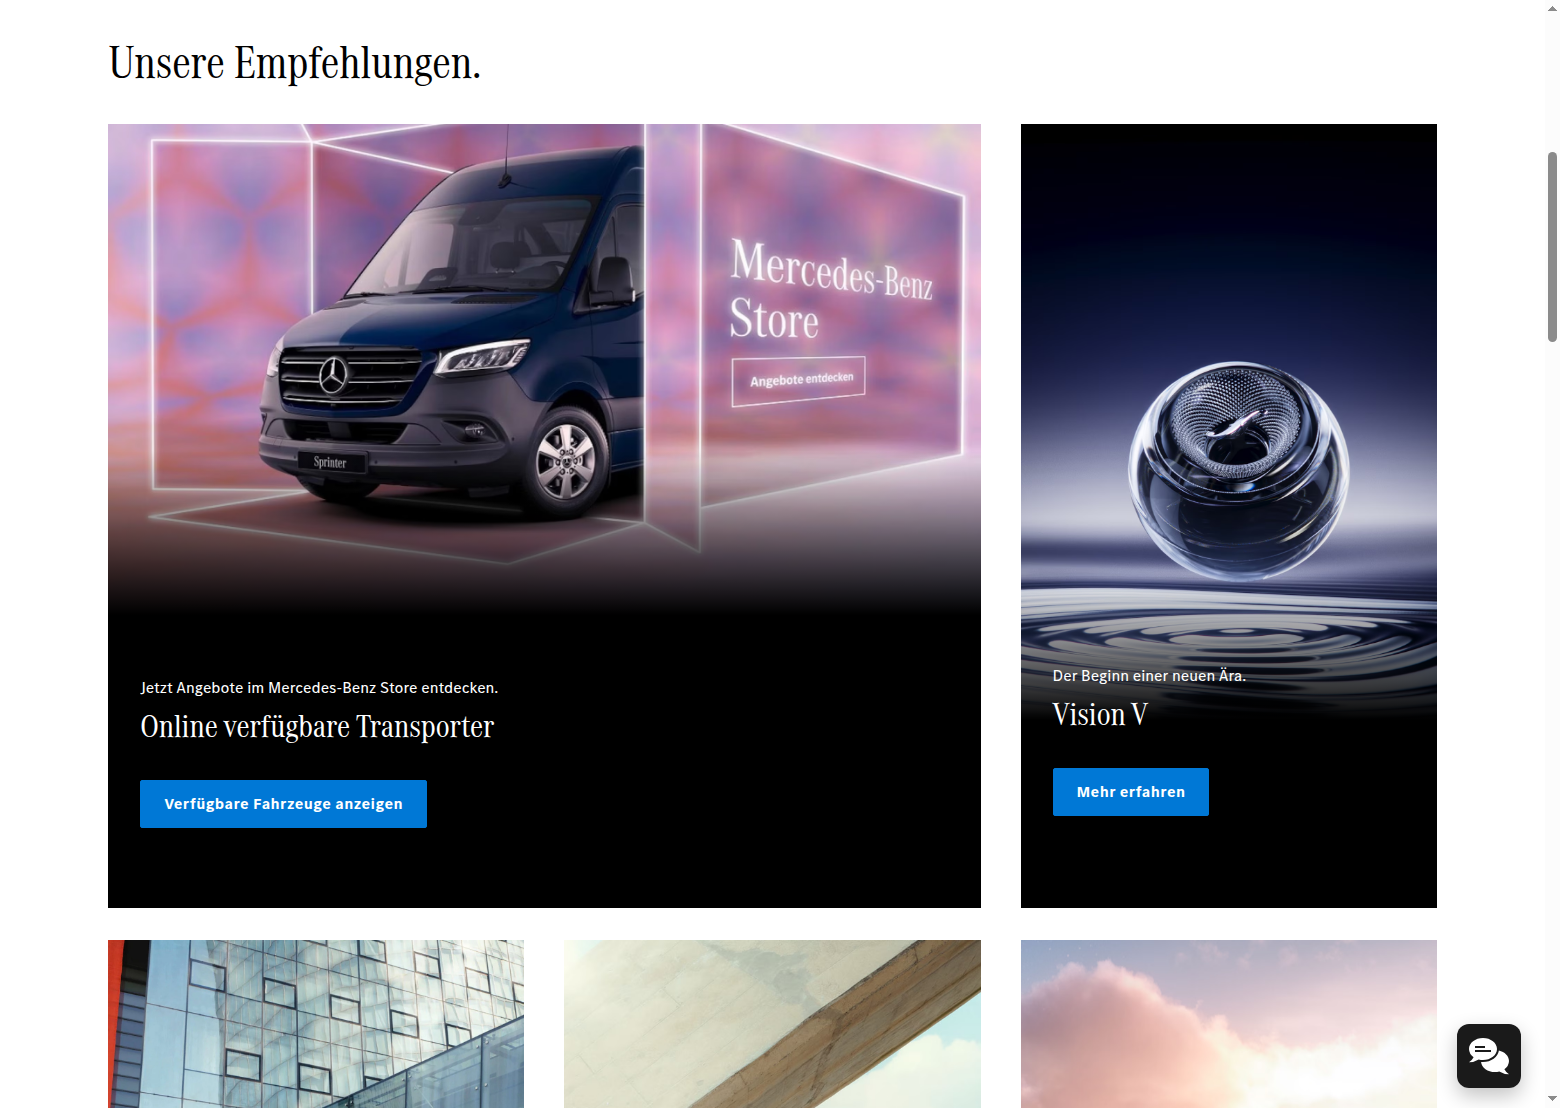 Unsere Empfehlungen.
Mercedes-Benz
Store
Angebote entdecken
Sprinter
Jetzt Angebote im Mercedes-Benz Store entdecken.
Online verfügbare Transporter
Verfügbare Fahrzeuge anzeigen
Der Beginn einer neuen Ära.
Vision V
Mehr erfahren